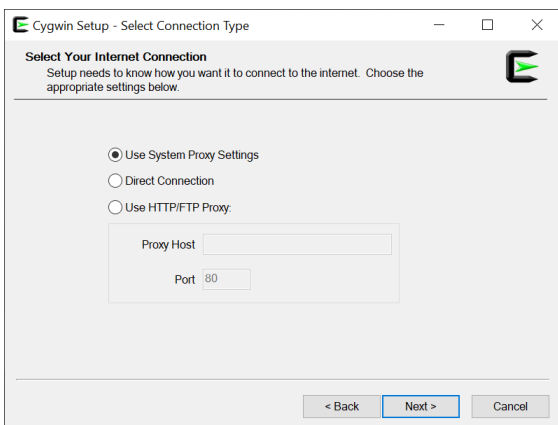 Cygwin Setup - Select Connection Type
Select Your Internet Connection
Setup needs to know how you want it to connect to the internet.  Choose the
appropriate settings below.
Use System Proxy Settings
Direct Connection
Use HTTP/FTP Proxy:
Proxy Host
Port 80
< Back Next > Cancel